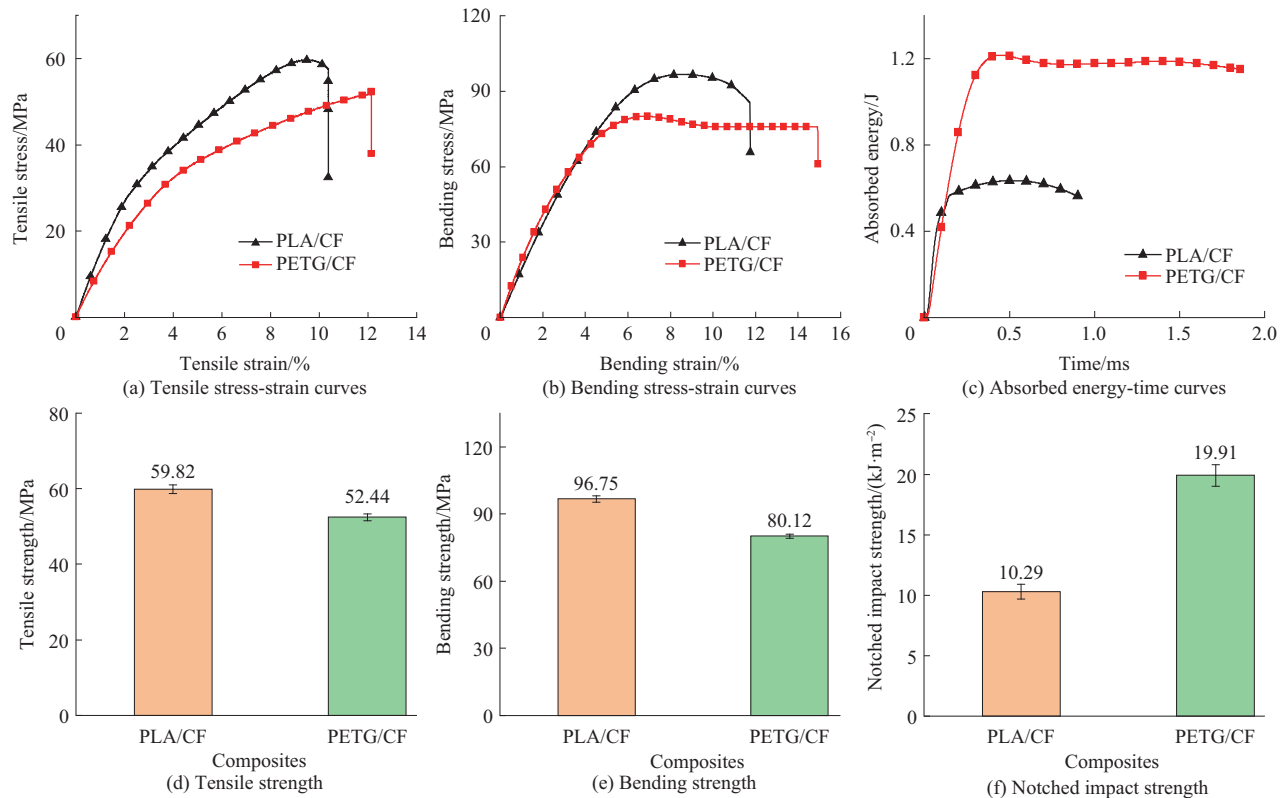 Tensile stress/MPa
60
40
20
0
2
4
6
8
10
12
14
PLA/CF
PETG/CF
Tensile strain/%
(a) Tensile stress-strain curves
Bending stress/MPa
120
90
60
30
0
2
4
6
8
10
12
14
16
PLA/CF
PETG/CF
Bending strain/%
(b) Bending stress-strain curves
Absorbed energy/J
1.2
0.8
0.4
0
0.5
1.0
1.5
2.0
PLA/CF
PETG/CF
Time/ms
(c) Absorbed energy-time curves
Tensile strength/MPa
80
60
40
20
0
59.82
52.44
PLA/CF
PETG/CF
Composites
(d) Tensile strength
Bending strength/MPa
120
90
60
30
0
96.75
80.12
PLA/CF
PETG/CF
Composites
(e) Bending strength
Notched impact strength/(kJ·m⁻²)
25
20
15
10
5
0
10.29
19.91
PLA/CF
PETG/CF
Composites
(f) Notched impact strength